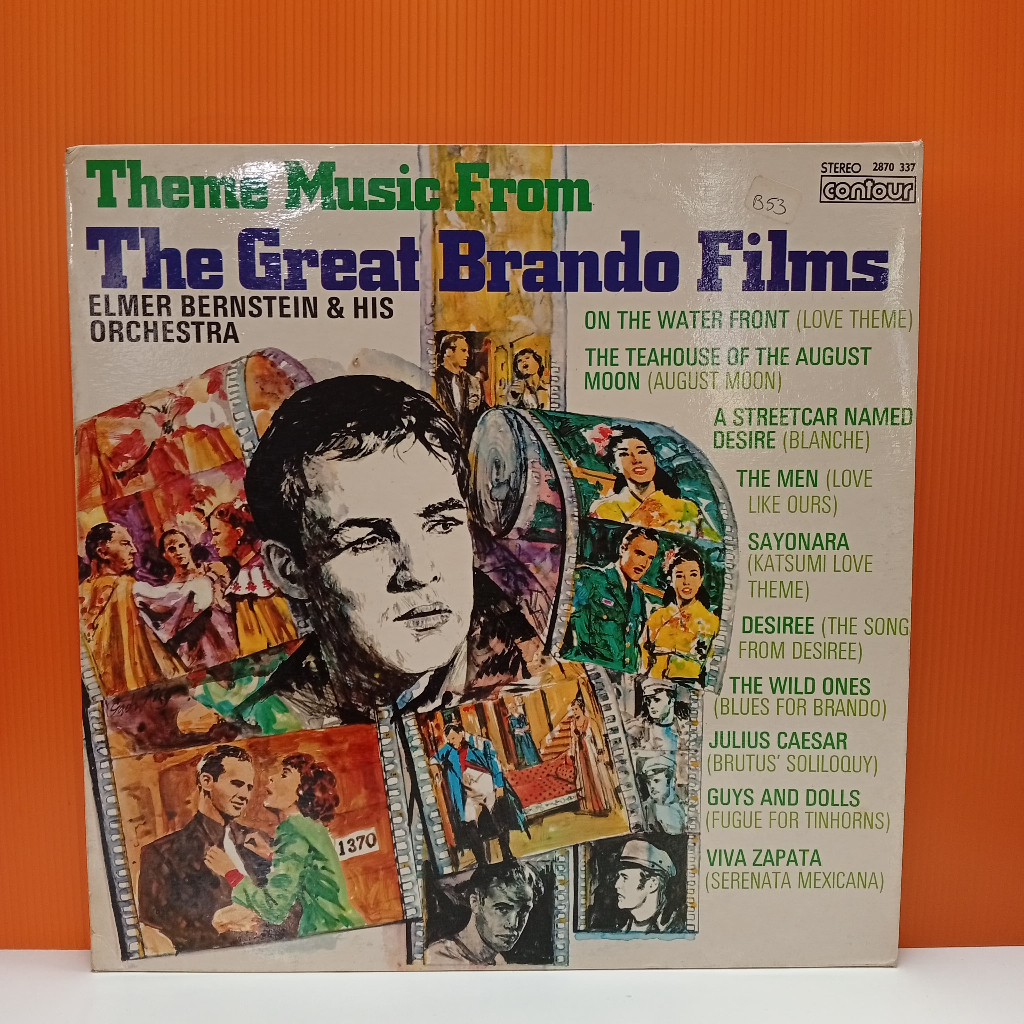 Theme Music From
STEREO 2870 337
contour
B53
The Great Brando Films
ELMER BERNSTEIN & HIS
ORCHESTRA
ON THE WATER FRONT (LOVE THEME)
THE TEAHOUSE OF THE AUGUST
MOON (AUGUST MOON)
A STREETCAR NAMED
DESIRE (BLANCHE)
THE MEN (LOVE
LIKE OURS)
SAYONARA
(KATSUMI LOVE
THEME)
DESIREE (THE SONG
FROM DESIREE)
THE WILD ONES
(BLUES FOR BRANDO)
JULIUS CAESAR
(BRUTUS' SOLILOQUY)
GUYS AND DOLLS
(FUGUE FOR TINHORNS)
VIVA ZAPATA
(SERENATA MEXICANA)
1370